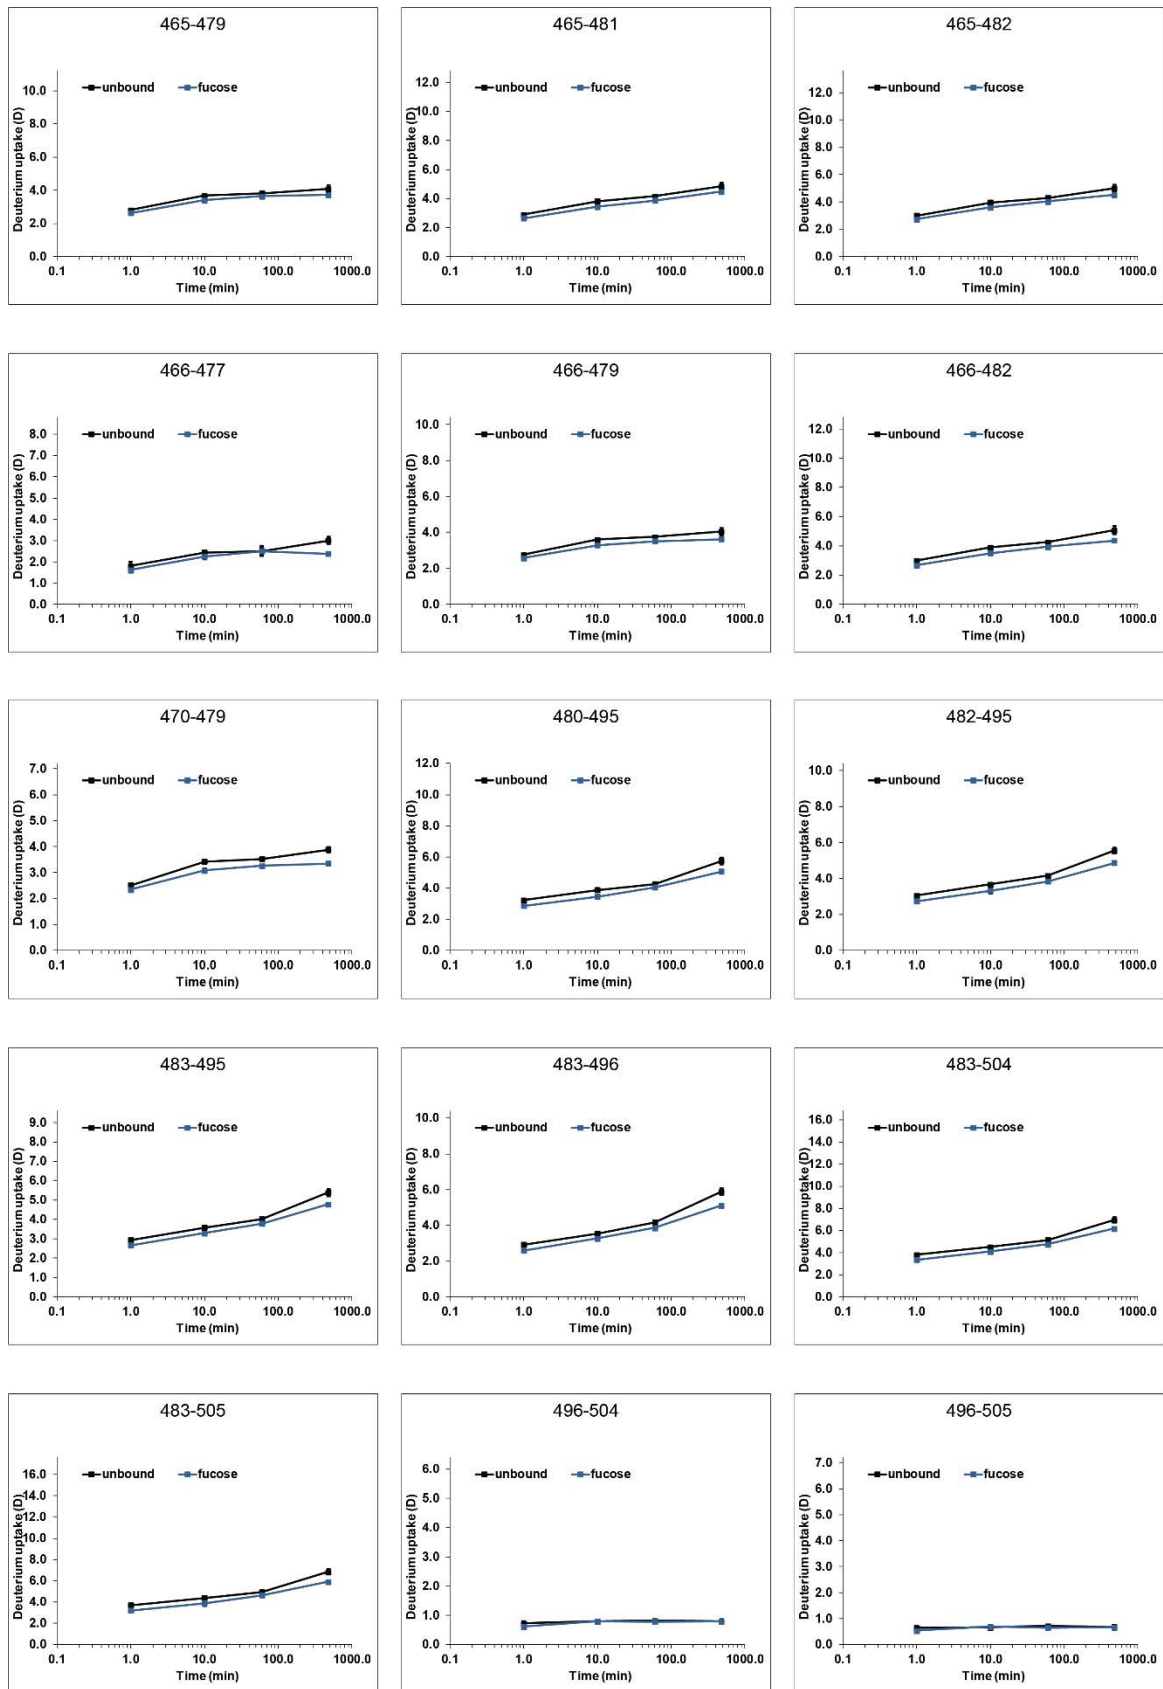 465-479
unbound fucose
Deuterium uptake (D)
10.0
8.0
6.0
4.0
2.0
0.0
0.1 1.0 10.0 100.0 1000.0
Time (min)
465-481
unbound fucose
Deuterium uptake (D)
12.0
10.0
8.0
6.0
4.0
2.0
0.0
0.1 1.0 10.0 100.0 1000.0
Time (min)
465-482
unbound fucose
Deuterium uptake (D)
12.0
10.0
8.0
6.0
4.0
2.0
0.0
0.1 1.0 10.0 100.0 1000.0
Time (min)
466-477
unbound fucose
Deuterium uptake (D)
8.0
7.0
6.0
5.0
4.0
3.0
2.0
1.0
0.0
0.1 1.0 10.0 100.0 1000.0
Time (min)
466-479
unbound fucose
Deuterium uptake (D)
10.0
8.0
6.0
4.0
2.0
0.0
0.1 1.0 10.0 100.0 1000.0
Time (min)
466-482
unbound fucose
Deuterium uptake (D)
12.0
10.0
8.0
6.0
4.0
2.0
0.0
0.1 1.0 10.0 100.0 1000.0
Time (min)
470-479
unbound fucose
Deuterium uptake (D)
7.0
6.0
5.0
4.0
3.0
2.0
1.0
0.0
0.1 1.0 10.0 100.0 1000.0
Time (min)
480-495
unbound fucose
Deuterium uptake (D)
12.0
10.0
8.0
6.0
4.0
2.0
0.0
0.1 1.0 10.0 100.0 1000.0
Time (min)
482-495
unbound fucose
Deuterium uptake (D)
10.0
8.0
6.0
4.0
2.0
0.0
0.1 1.0 10.0 100.0 1000.0
Time (min)
483-495
unbound fucose
Deuterium uptake (D)
9.0
8.0
7.0
6.0
5.0
4.0
3.0
2.0
1.0
0.0
0.1 1.0 10.0 100.0 1000.0
Time (min)
483-496
unbound fucose
Deuterium uptake (D)
10.0
8.0
6.0
4.0
2.0
0.0
0.1 1.0 10.0 100.0 1000.0
Time (min)
483-504
unbound fucose
Deuterium uptake (D)
16.0
14.0
12.0
10.0
8.0
6.0
4.0
2.0
0.0
0.1 1.0 10.0 100.0 1000.0
Time (min)
483-505
unbound fucose
Deuterium uptake (D)
16.0
14.0
12.0
10.0
8.0
6.0
4.0
2.0
0.0
0.1 1.0 10.0 100.0 1000.0
Time (min)
496-504
unbound fucose
Deuterium uptake (D)
6.0
5.0
4.0
3.0
2.0
1.0
0.0
0.1 1.0 10.0 100.0 1000.0
Time (min)
496-505
unbound fucose
Deuterium uptake (D)
7.0
6.0
5.0
4.0
3.0
2.0
1.0
0.0
0.1 1.0 10.0 100.0 1000.0
Time (min)